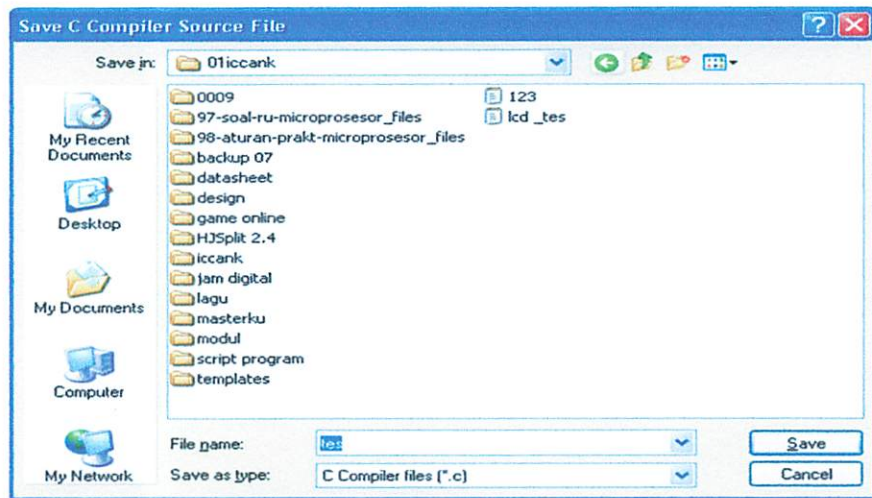 Save C Compiler Source File
Save in:
01iccank
My Recent
Documents
Desktop
My Documents
Computer
My Network
0009
97-soal-ru-microprosesor_files
98-aturan-prakt-microprosesor_files
backup 07
datasheet
design
game online
HJSplit 2.4
iccank
jam digital
lagu
masterku
modul
script program
templates
123
lcd _tes
File name:
tes
Save
Save as type:
C Compiler files (*.c)
Cancel